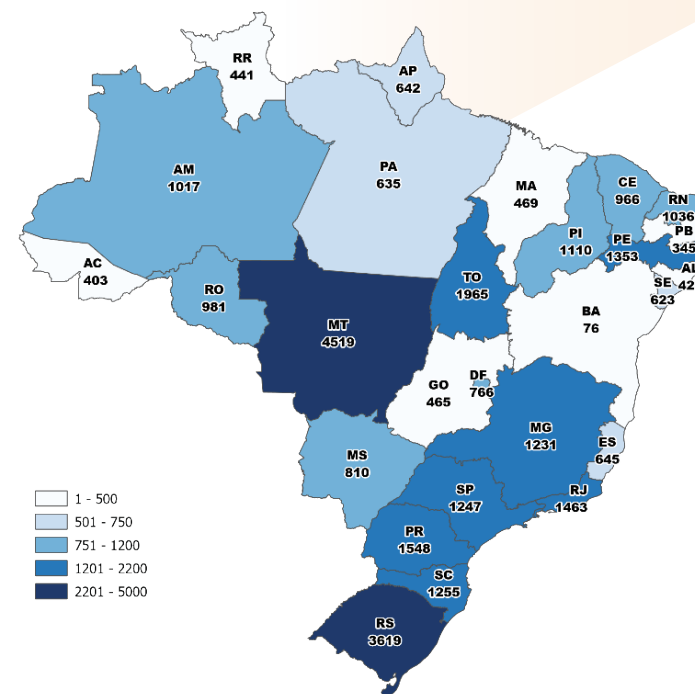 RR
441
AP
642
AM
1017
PA
635
MA
469
CE
966
RN
1036
PI
1110
PE
1353
PB
345
AC
403
RO
981
TO
1965
SE
623
MT
4519
BA
76
GO
465
DF
766
MG
1231
MS
810
ES
645
SP
1247
RJ
1463
PR
1548
SC
1255
RS
3619
1 - 500
501 - 750
751 - 1200
1201 - 2200
2201 - 5000